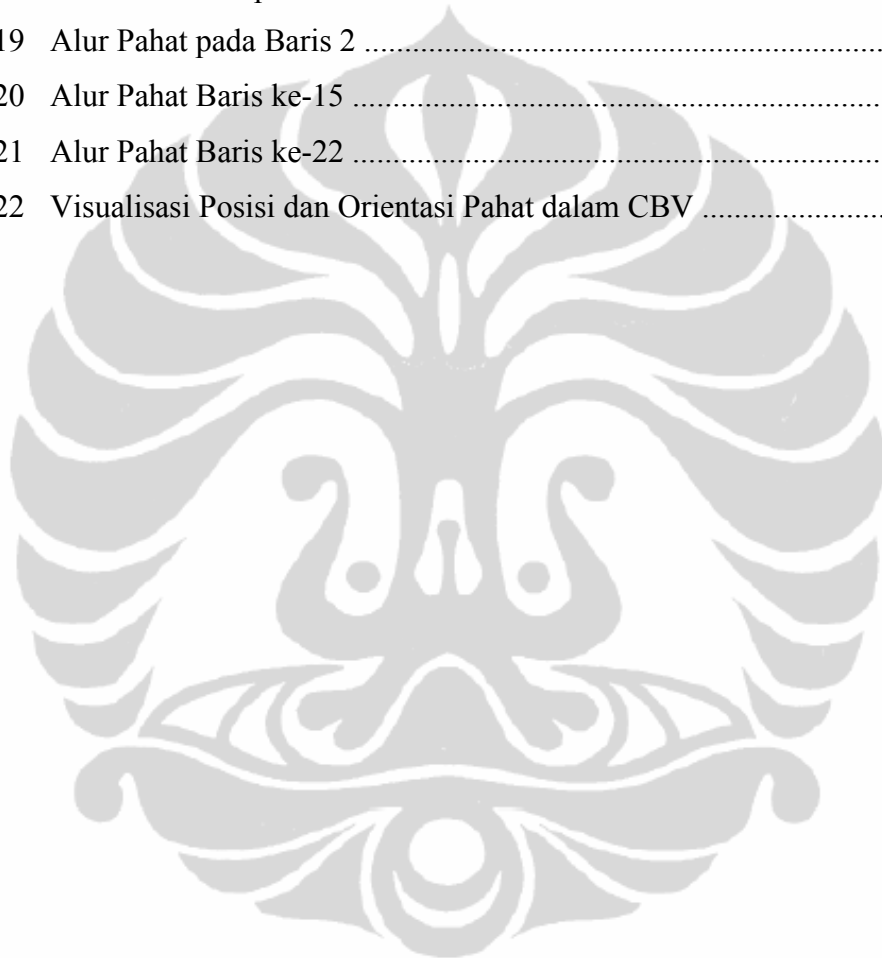 19 Alur Pahat pada Baris 2 ....................................................................
20 Alur Pahat Baris ke-15 ......................................................................
21 Alur Pahat Baris ke-22 ......................................................................
22 Visualisasi Posisi dan Orientasi Pahat dalam CBV .......................